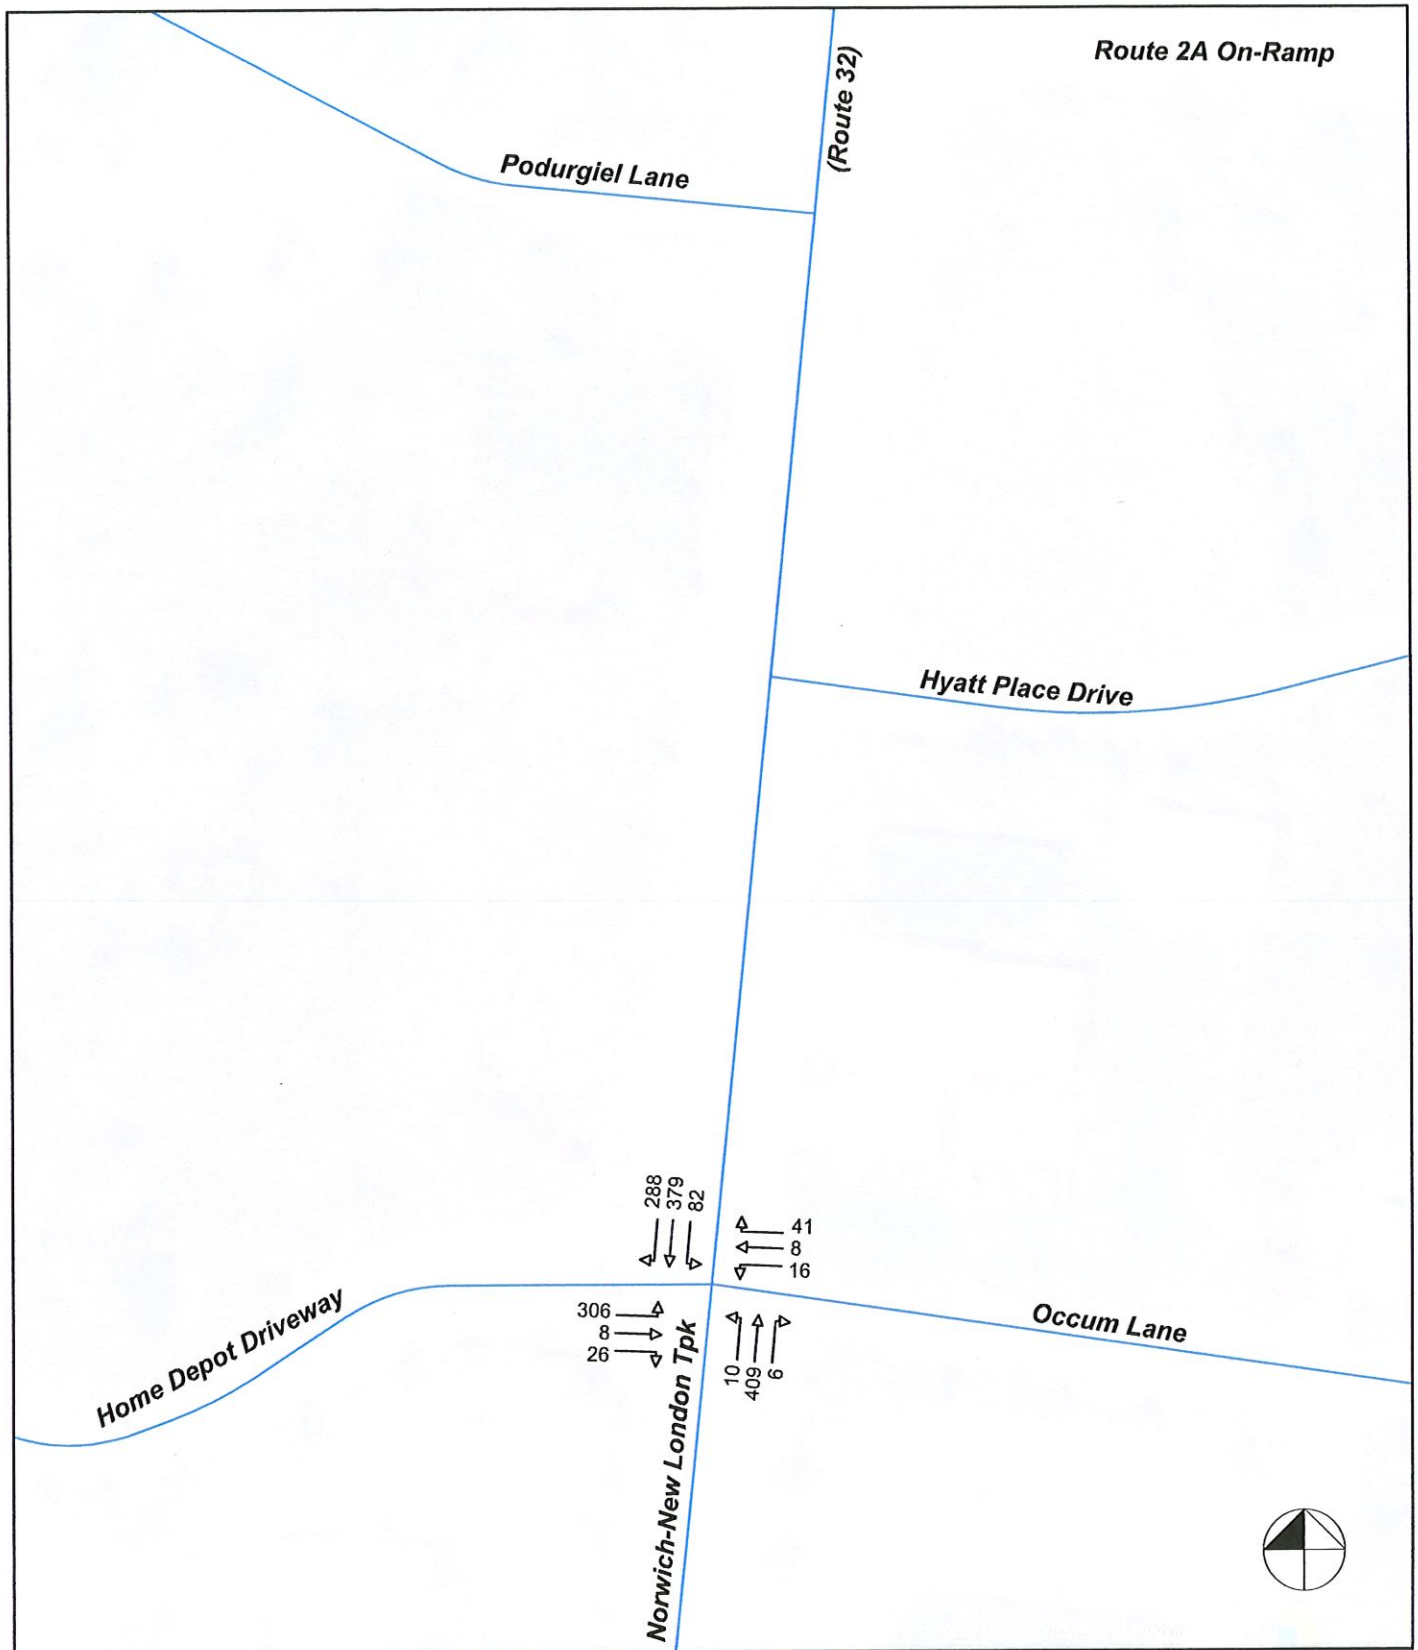 Route 2A On-Ramp
(Route 32)
Podurgiel Lane
Hyatt Place Drive
288
379
82
41
8
16
306
8
26
10
409
6
Home Depot Driveway
Occum Lane
Norwich-New London Tpk